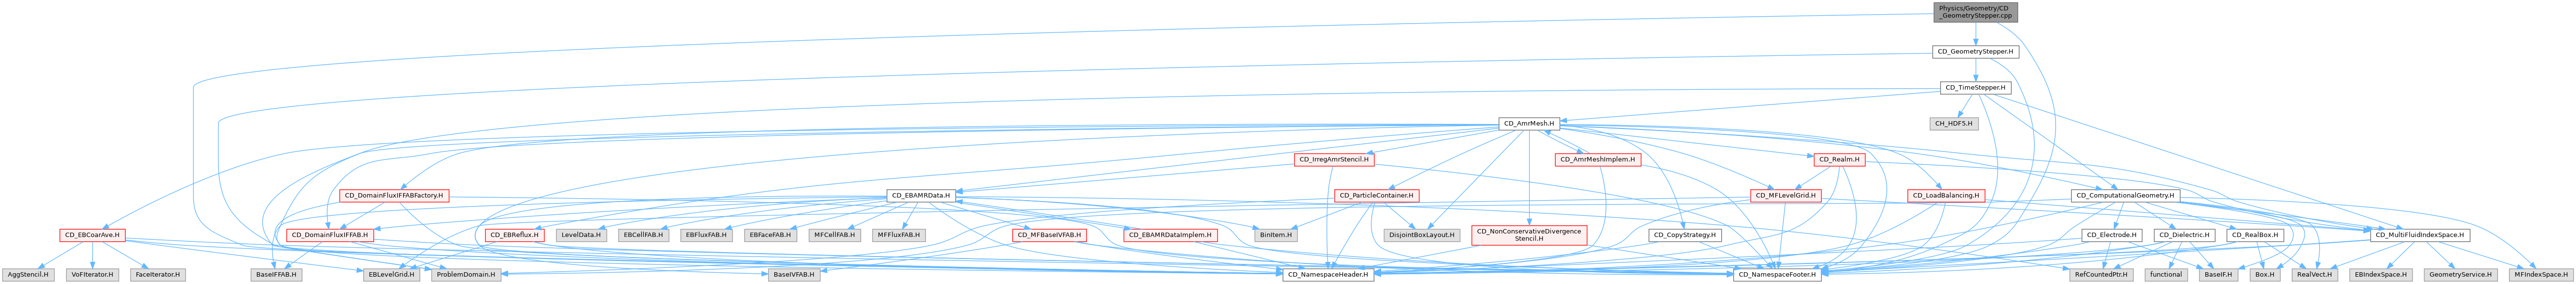 Physics/Geometry/CD
_GeometryStepper.cpp
CD_GeometryStepper.H
CD_TimeStepper.H
CD_AmrMesh.H
CH_HDF5.H
CD_IrregAmrStencil.H
CD_AmrMeshImplem.H
CD_Realm.H
CD_DomainFluxIFFABFactory.H
CD_EBAMRData.H
CD_ParticleContainer.H
CD_MFLevelGrid.H
CD_LoadBalancing.H
CD_ComputationalGeometry.H
CD_EBCoarAve.H
CD_DomainFluxIFFAB.H
CD_EBReflux.H
LevelData.H
EBCellFAB.H
EBFluxFAB.H
EBFaceFAB.H
MFCellFAB.H
MFFluxFAB.H
CD_MFBaseIVFAB.H
CD_EBAMRDataImplem.H
BinItem.H
DisjointBoxLayout.H
CD_NonConservativeDivergence
Stencil.H
CD_CopyStrategy.H
CD_Electrode.H
CD_Dielectric.H
CD_RealBox.H
CD_MultiFluidIndexSpace.H
AggStencil.H
VoFIterator.H
FaceIterator.H
BaseIFFAB.H
EBLevelGrid.H
ProblemDomain.H
BaseIVFAB.H
CD_NamespaceHeader.H
CD_NamespaceFooter.H
RefCountedPtr.H
functional
BaseIF.H
Box.H
RealVect.H
EBIndexSpace.H
GeometryService.H
MFIndexSpace.H